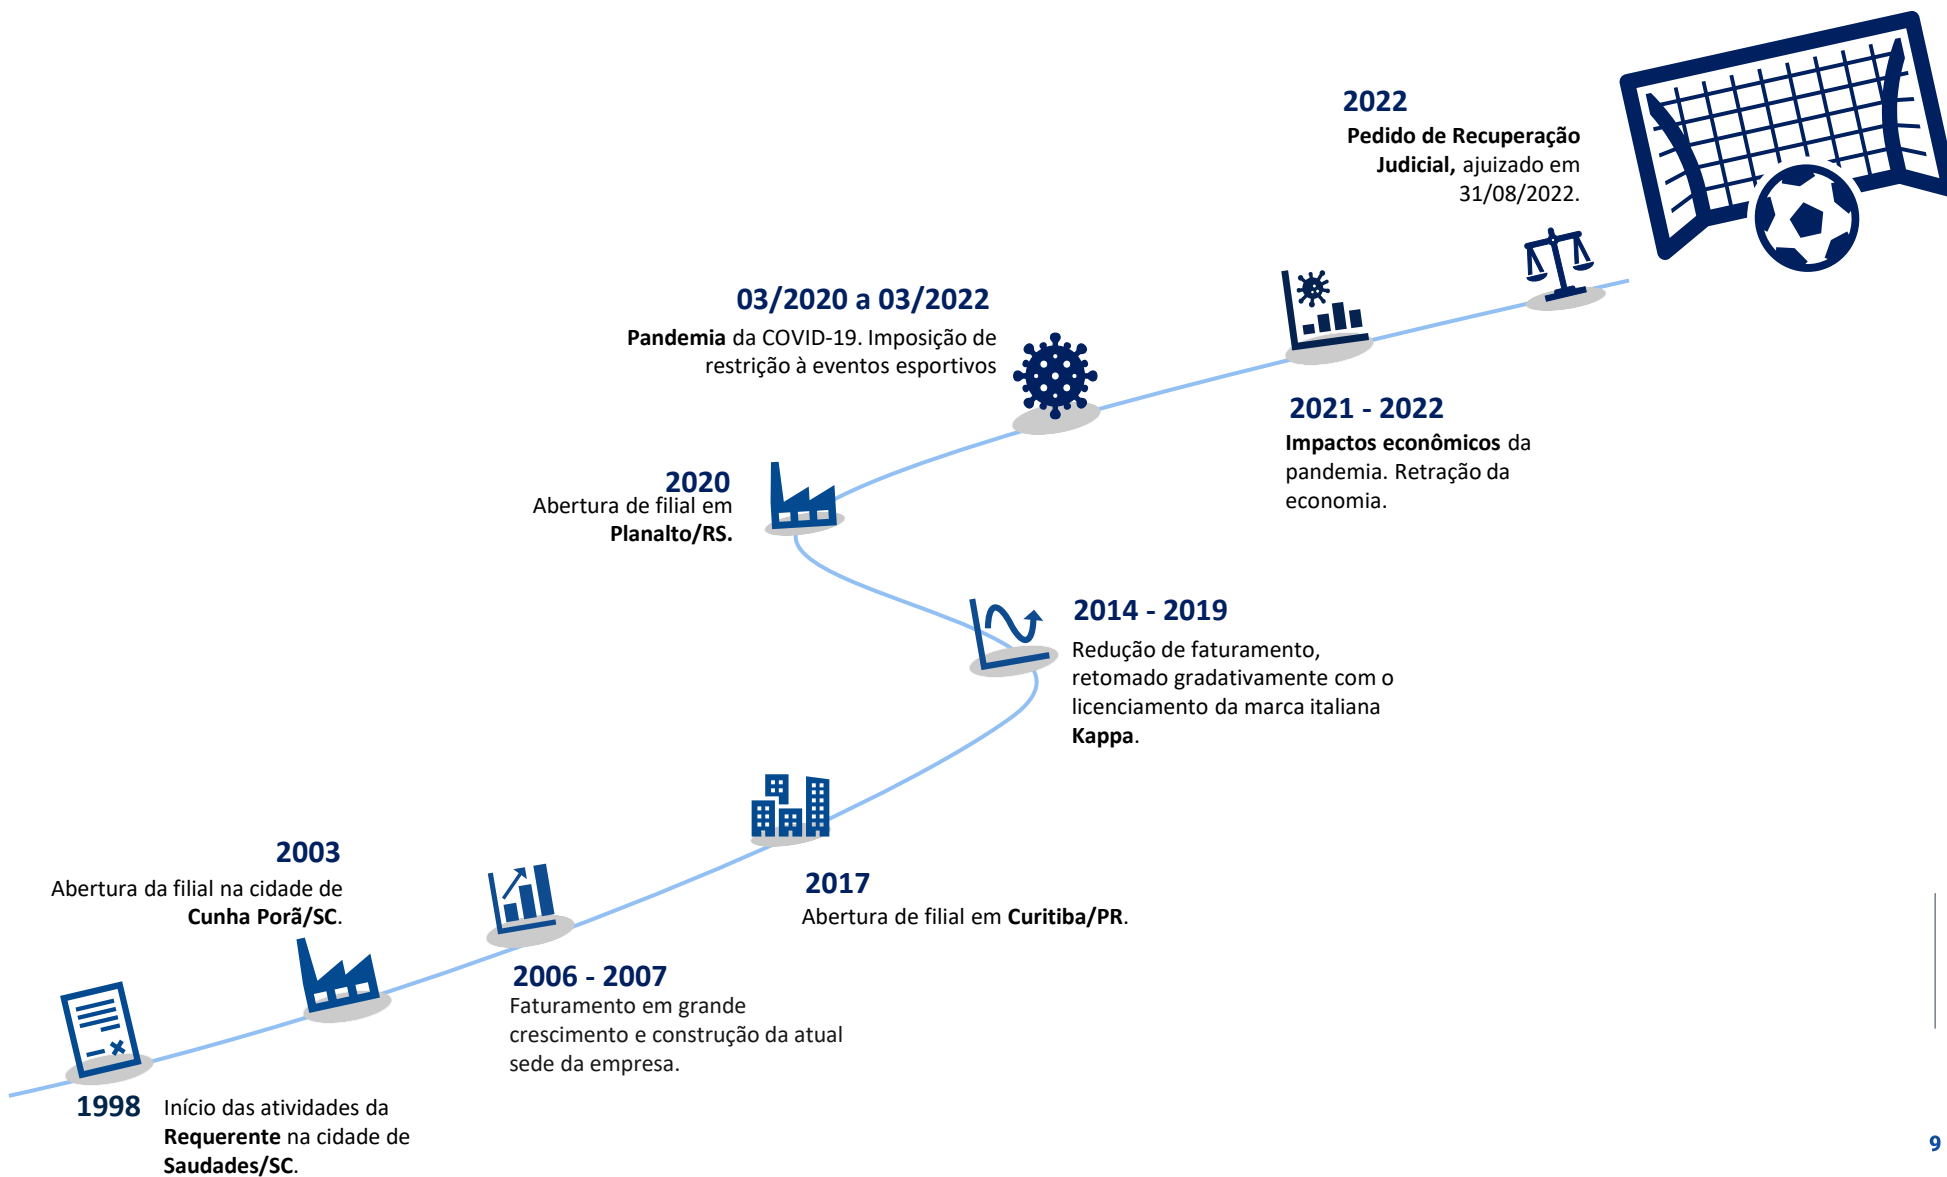 2022
Pedido de Recuperação
Judicial, ajuizado em
31/08/2022.
03/2020 a 03/2022
Pandemia da COVID-19. Imposição de
restrição à eventos esportivos
2021 - 2022
Impactos econômicos da
pandemia. Retração da
economia.
2020
Abertura de filial em
Planalto/RS.
2014 - 2019
Redução de faturamento,
retomado gradativamente com o
licenciamento da marca italiana
Kappa.
2003
Abertura da filial na cidade de
Cunha Porã/SC.
2017
Abertura de filial em Curitiba/PR.
2006 - 2007
Faturamento em grande
crescimento e construção da atual
sede da empresa.
1998
Início das atividades da
Requerente na cidade de
Saudades/SC.
9